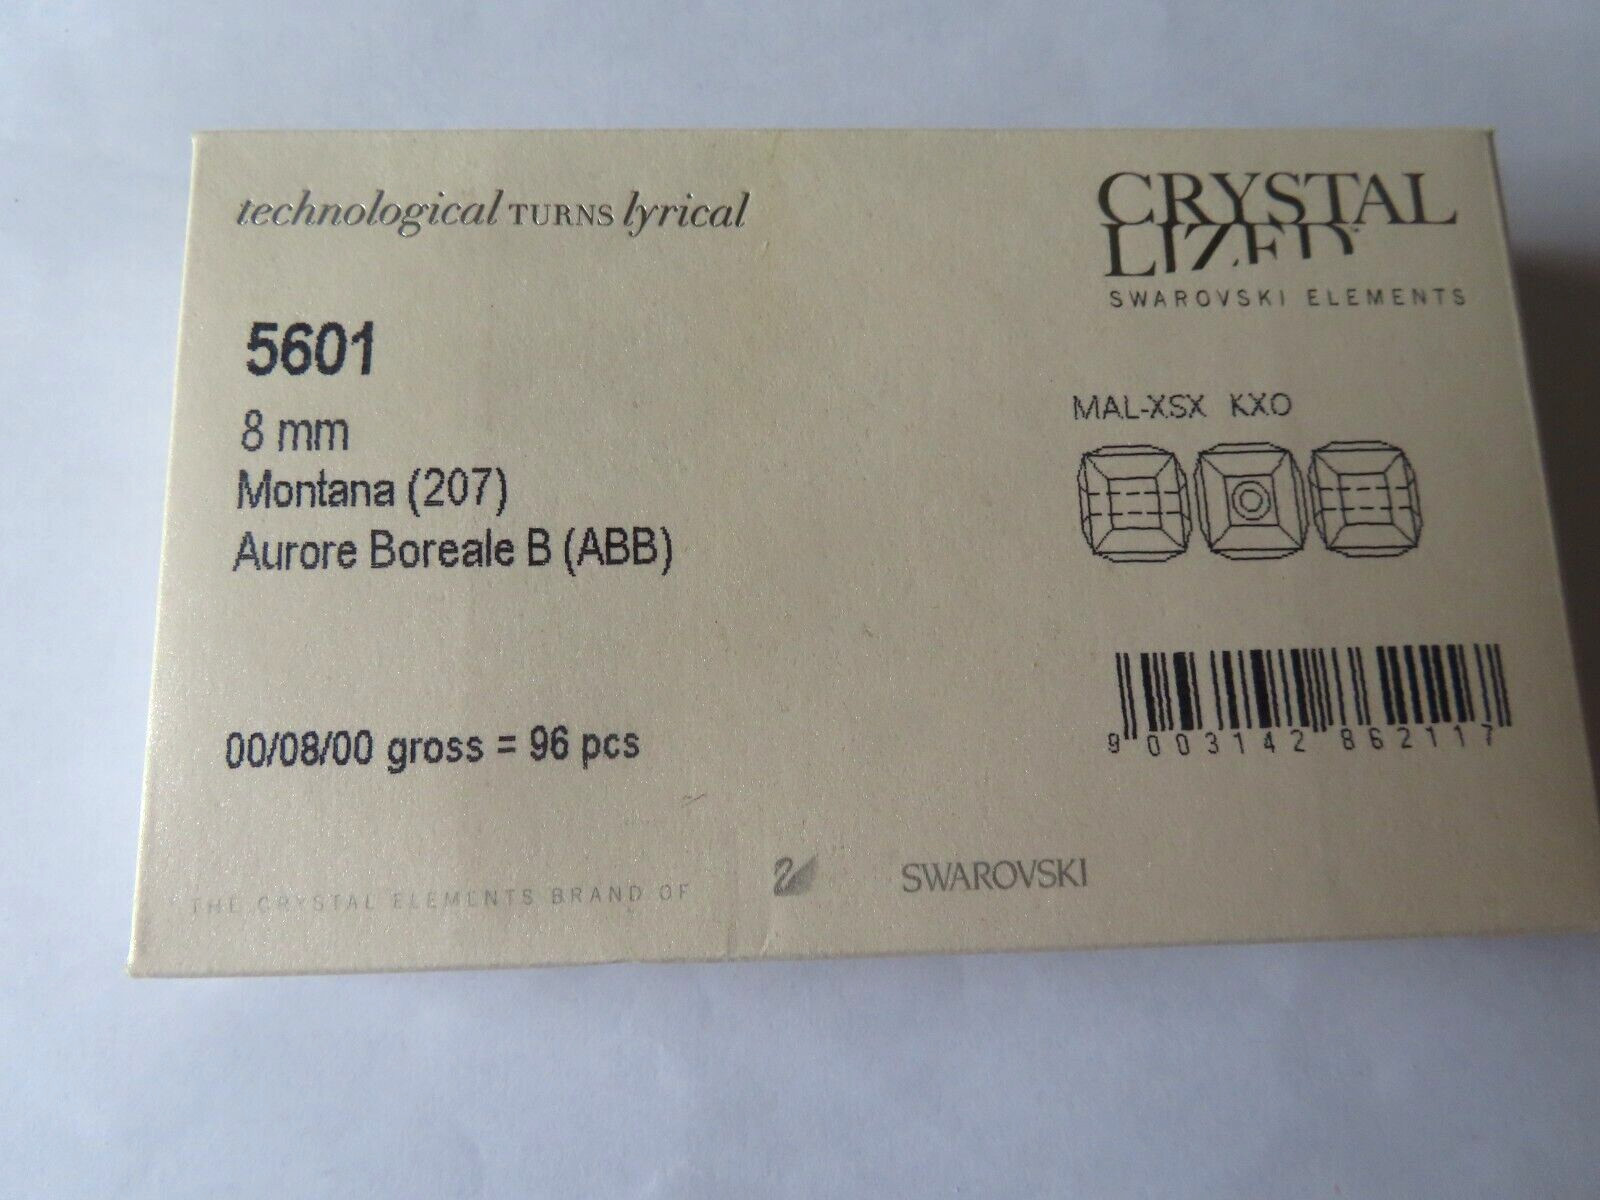 technological TURNS lyrical
CRYSTAL
LIZED™
SWAROVSKI ELEMENTS
5601
8 mm
Montana (207)
Aurore Boreale B (ABB)
MAL-XSX KXO
00/08/00 gross = 96 pcs
9 003142 862117
THE CRYSTAL ELEMENTS BRAND OF SWAROVSKI